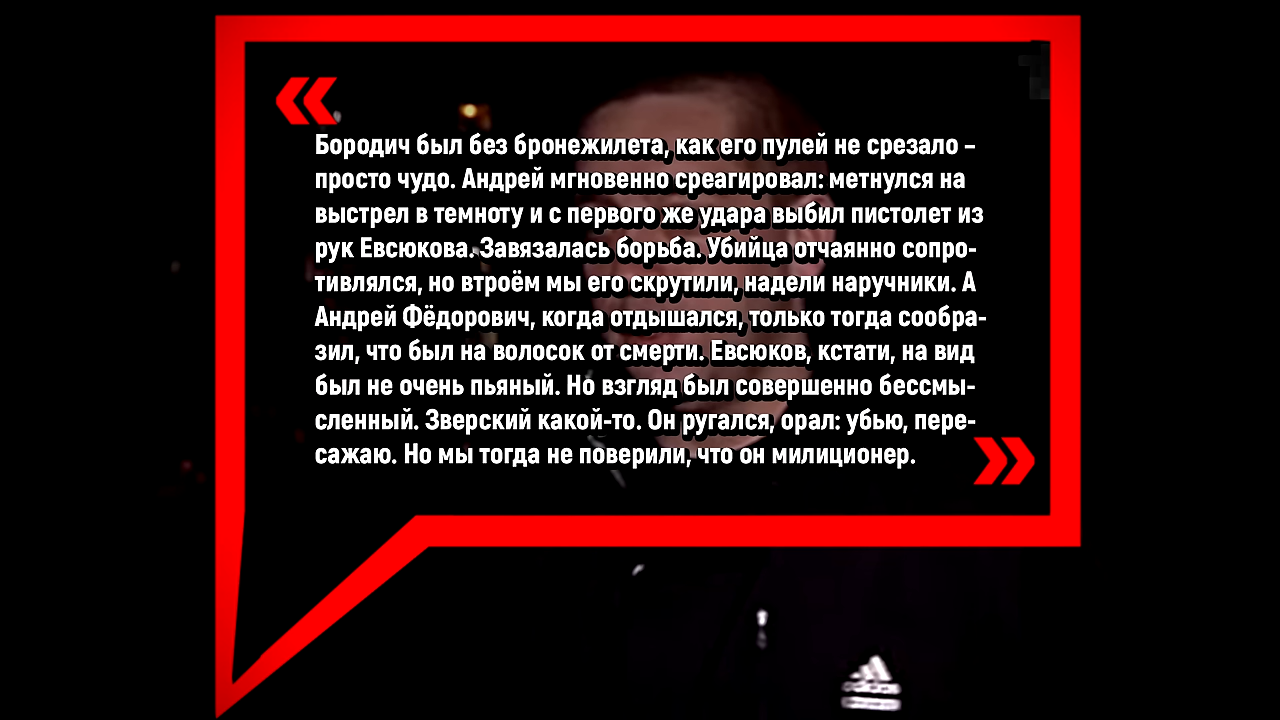 «
Бородич был без бронежилета, как его пулей не срезало –
просто чудо. Андрей мгновенно среагировал: метнулся на
выстрел в темноту и с первого же удара выбил пистолет из
рук Евсюкова. Завязалась борьба. Убийца отчаянно сопро-
тивлялся, но втроём мы его скрутили, надели наручники. А
Андрей Фёдорович, когда отдышался, только тогда сообра-
зил, что был на волосок от смерти. Евсюков, кстати, на вид
был не очень пьяный. Но взгляд был совершенно бессмы-
сленный. Зверский какой-то. Он ругался, орал: убью, пере-
сажаю. Но мы тогда не поверили, что он милиционер.
»